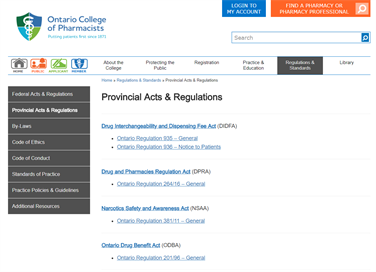 Ontario College
of Pharmacists
Putting patients first since 1871
LOGIN TO
MY ACCOUNT
FIND A PHARMACY OR
PHARMACY PROFESSIONAL
Search
HOME
PUBLIC
APPLICANT
MEMBER
About the
College
Protecting the
Public
Registration
Practice &
Education
Regulations &
Standards
Library
Home » Regulations & Standards » Provincial Acts & Regulations
Federal Acts & Regulations
Provincial Acts & Regulations
By-Laws
Code of Ethics
Code of Conduct
Standards of Practice
Practice Policies & Guidelines
Additional Resources
Provincial Acts & Regulations
Drug Interchangeability and Dispensing Fee Act (DIDFA)
Ontario Regulation 935 – General
Ontario Regulation 936 – Notice to Patients
Drug and Pharmacies Regulation Act (DPRA)
Ontario Regulation 264/16 – General
Narcotics Safety and Awareness Act (NSAA)
Ontario Regulation 381/11 – General
Ontario Drug Benefit Act (ODBA)
Ontario Regulation 201/96 – General